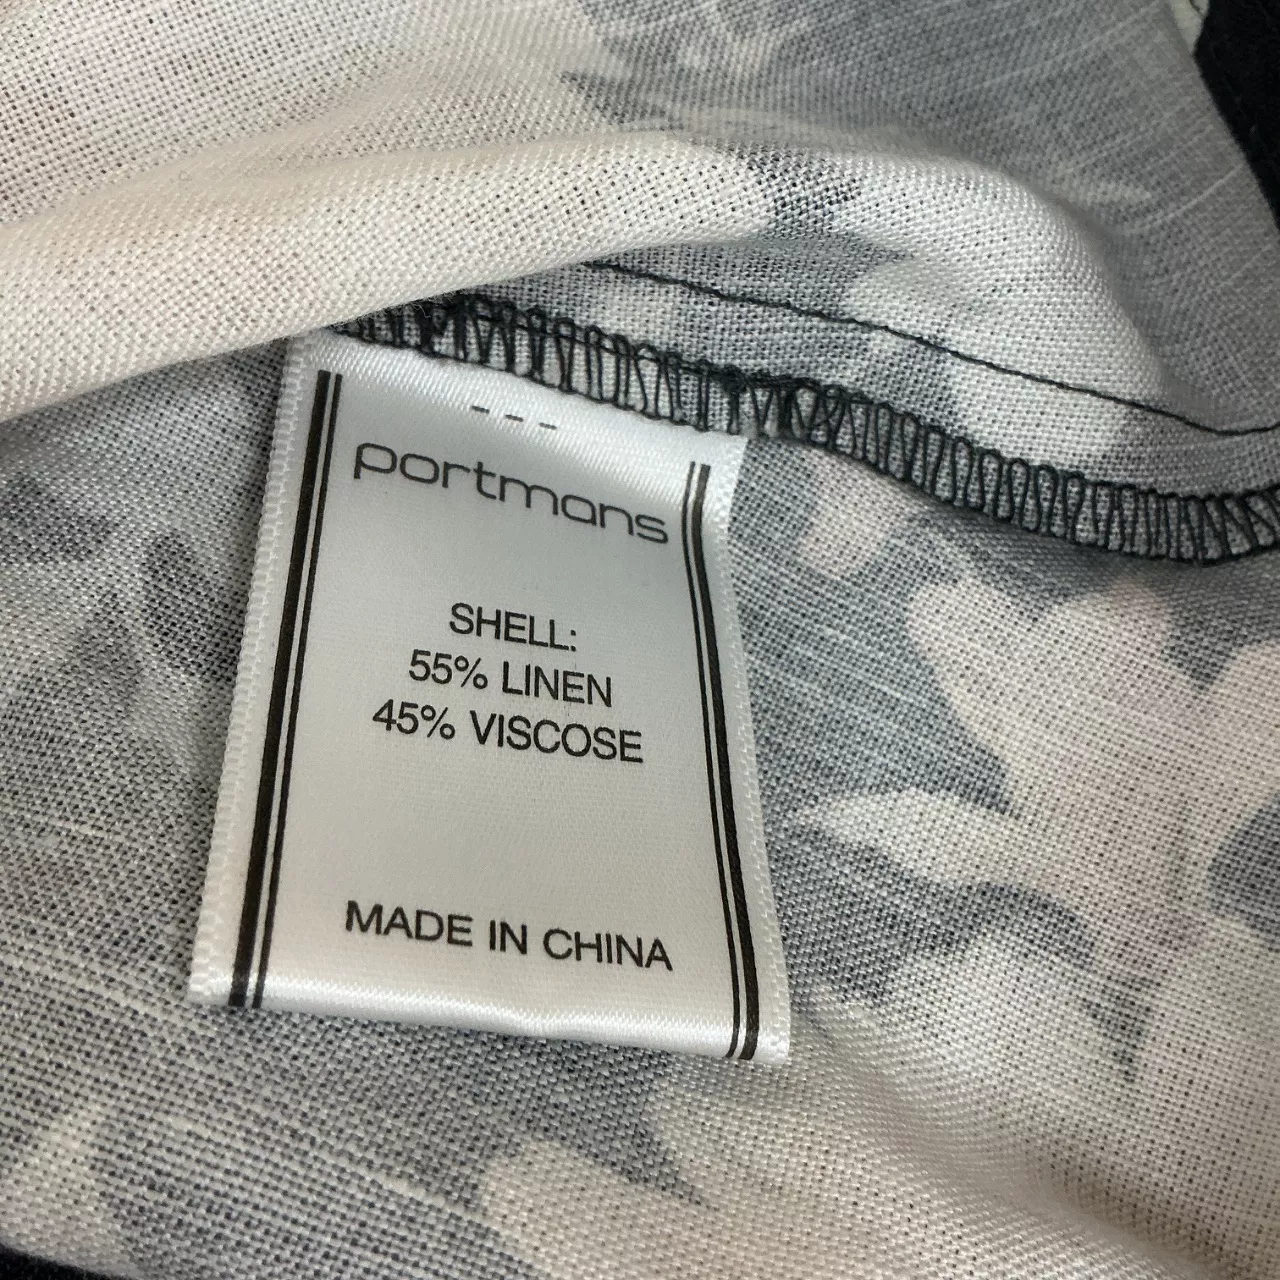 portmans
SHELL:
55% LINEN
45% VISCOSE
MADE IN CHINA